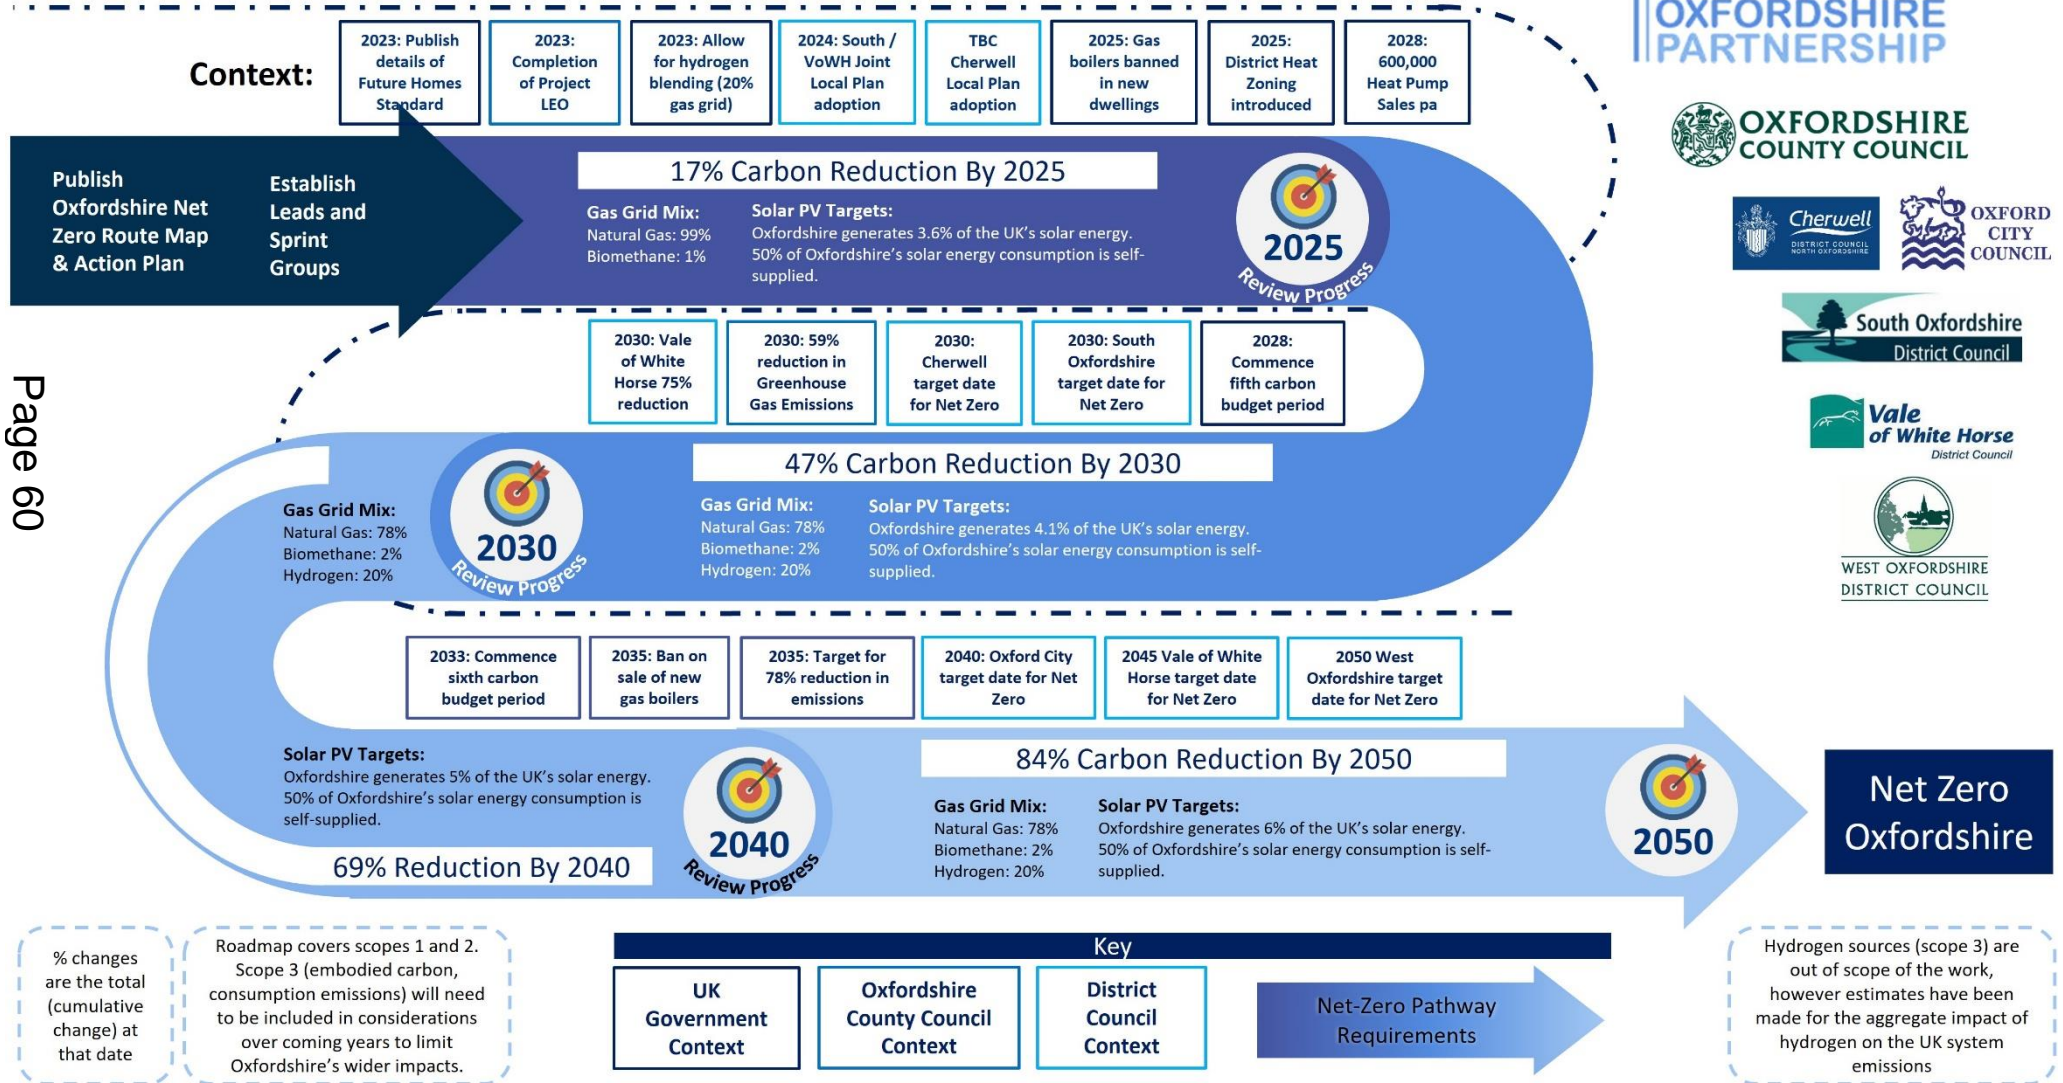 OXFORDSHIRE
PARTNERSHIP
Context:
2023: Publish
details of
Future Homes
Standard
2023:
Completion
of Project
LEO
2023: Allow
for hydrogen
blending (20%
gas grid)
2024: South /
VoWH Joint
Local Plan
adoption
TBC
Cherwell
Local Plan
adoption
2025: Gas
boilers banned
in new
dwellings
2025:
District Heat
Zoning
introduced
2028:
600,000
Heat Pump
Sales pa
OXFORDSHIRE
COUNTY COUNCIL
Cherwell
DISTRICT COUNCIL
NORTH OXFORDSHIRE
OXFORD
CITY
COUNCIL
South Oxfordshire
District Council
Vale
of White Horse
District Council
WEST OXFORDSHIRE
DISTRICT COUNCIL
Publish
Oxfordshire Net
Zero Route Map
& Action Plan
Establish
Leads and
Sprint
Groups
17% Carbon Reduction By 2025
Gas Grid Mix:
Natural Gas: 99%
Biomethane: 1%
Solar PV Targets:
Oxfordshire generates 3.6% of the UK's solar energy.
50% of Oxfordshire's solar energy consumption is self-
supplied.
2025
Review Progress
2030: Vale
of White
Horse 75%
reduction
2030: 59%
reduction in
Greenhouse
Gas Emissions
2030:
Cherwell
target date
for Net Zero
2030: South
Oxfordshire
target date for
Net Zero
2028:
Commence
fifth carbon
budget period
Page 60
47% Carbon Reduction By 2030
Gas Grid Mix:
Natural Gas: 78%
Biomethane: 2%
Hydrogen: 20%
Solar PV Targets:
Oxfordshire generates 4.1% of the UK's solar energy.
50% of Oxfordshire's solar energy consumption is self-
supplied.
2030
Review Progress
Gas Grid Mix:
Natural Gas: 78%
Biomethane: 2%
Hydrogen: 20%
2033: Commence
sixth carbon
budget period
2035: Ban on
sale of new
gas boilers
2035: Target for
78% reduction in
emissions
2040: Oxford City
target date for Net
Zero
2045 Vale of White
Horse target date
for Net Zero
2050 West
Oxfordshire target
date for Net Zero
Solar PV Targets:
Oxfordshire generates 5% of the UK's solar energy.
50% of Oxfordshire's solar energy consumption is
self-supplied.
69% Reduction By 2040
2040
Review Progress
84% Carbon Reduction By 2050
Gas Grid Mix:
Natural Gas: 78%
Biomethane: 2%
Hydrogen: 20%
Solar PV Targets:
Oxfordshire generates 6% of the UK's solar energy.
50% of Oxfordshire's solar energy consumption is self-
supplied.
2050
Net Zero
Oxfordshire
% changes
are the total
(cumulative
change) at
that date
Roadmap covers scopes 1 and 2.
Scope 3 (embodied carbon,
consumption emissions) will need
to be included in considerations
over coming years to limit
Oxfordshire's wider impacts.
Key
UK
Government
Context
Oxfordshire
County Council
Context
District
Council
Context
Net-Zero Pathway
Requirements
Hydrogen sources (scope 3) are
out of scope of the work,
however estimates have been
made for the aggregate impact of
hydrogen on the UK system
emissions